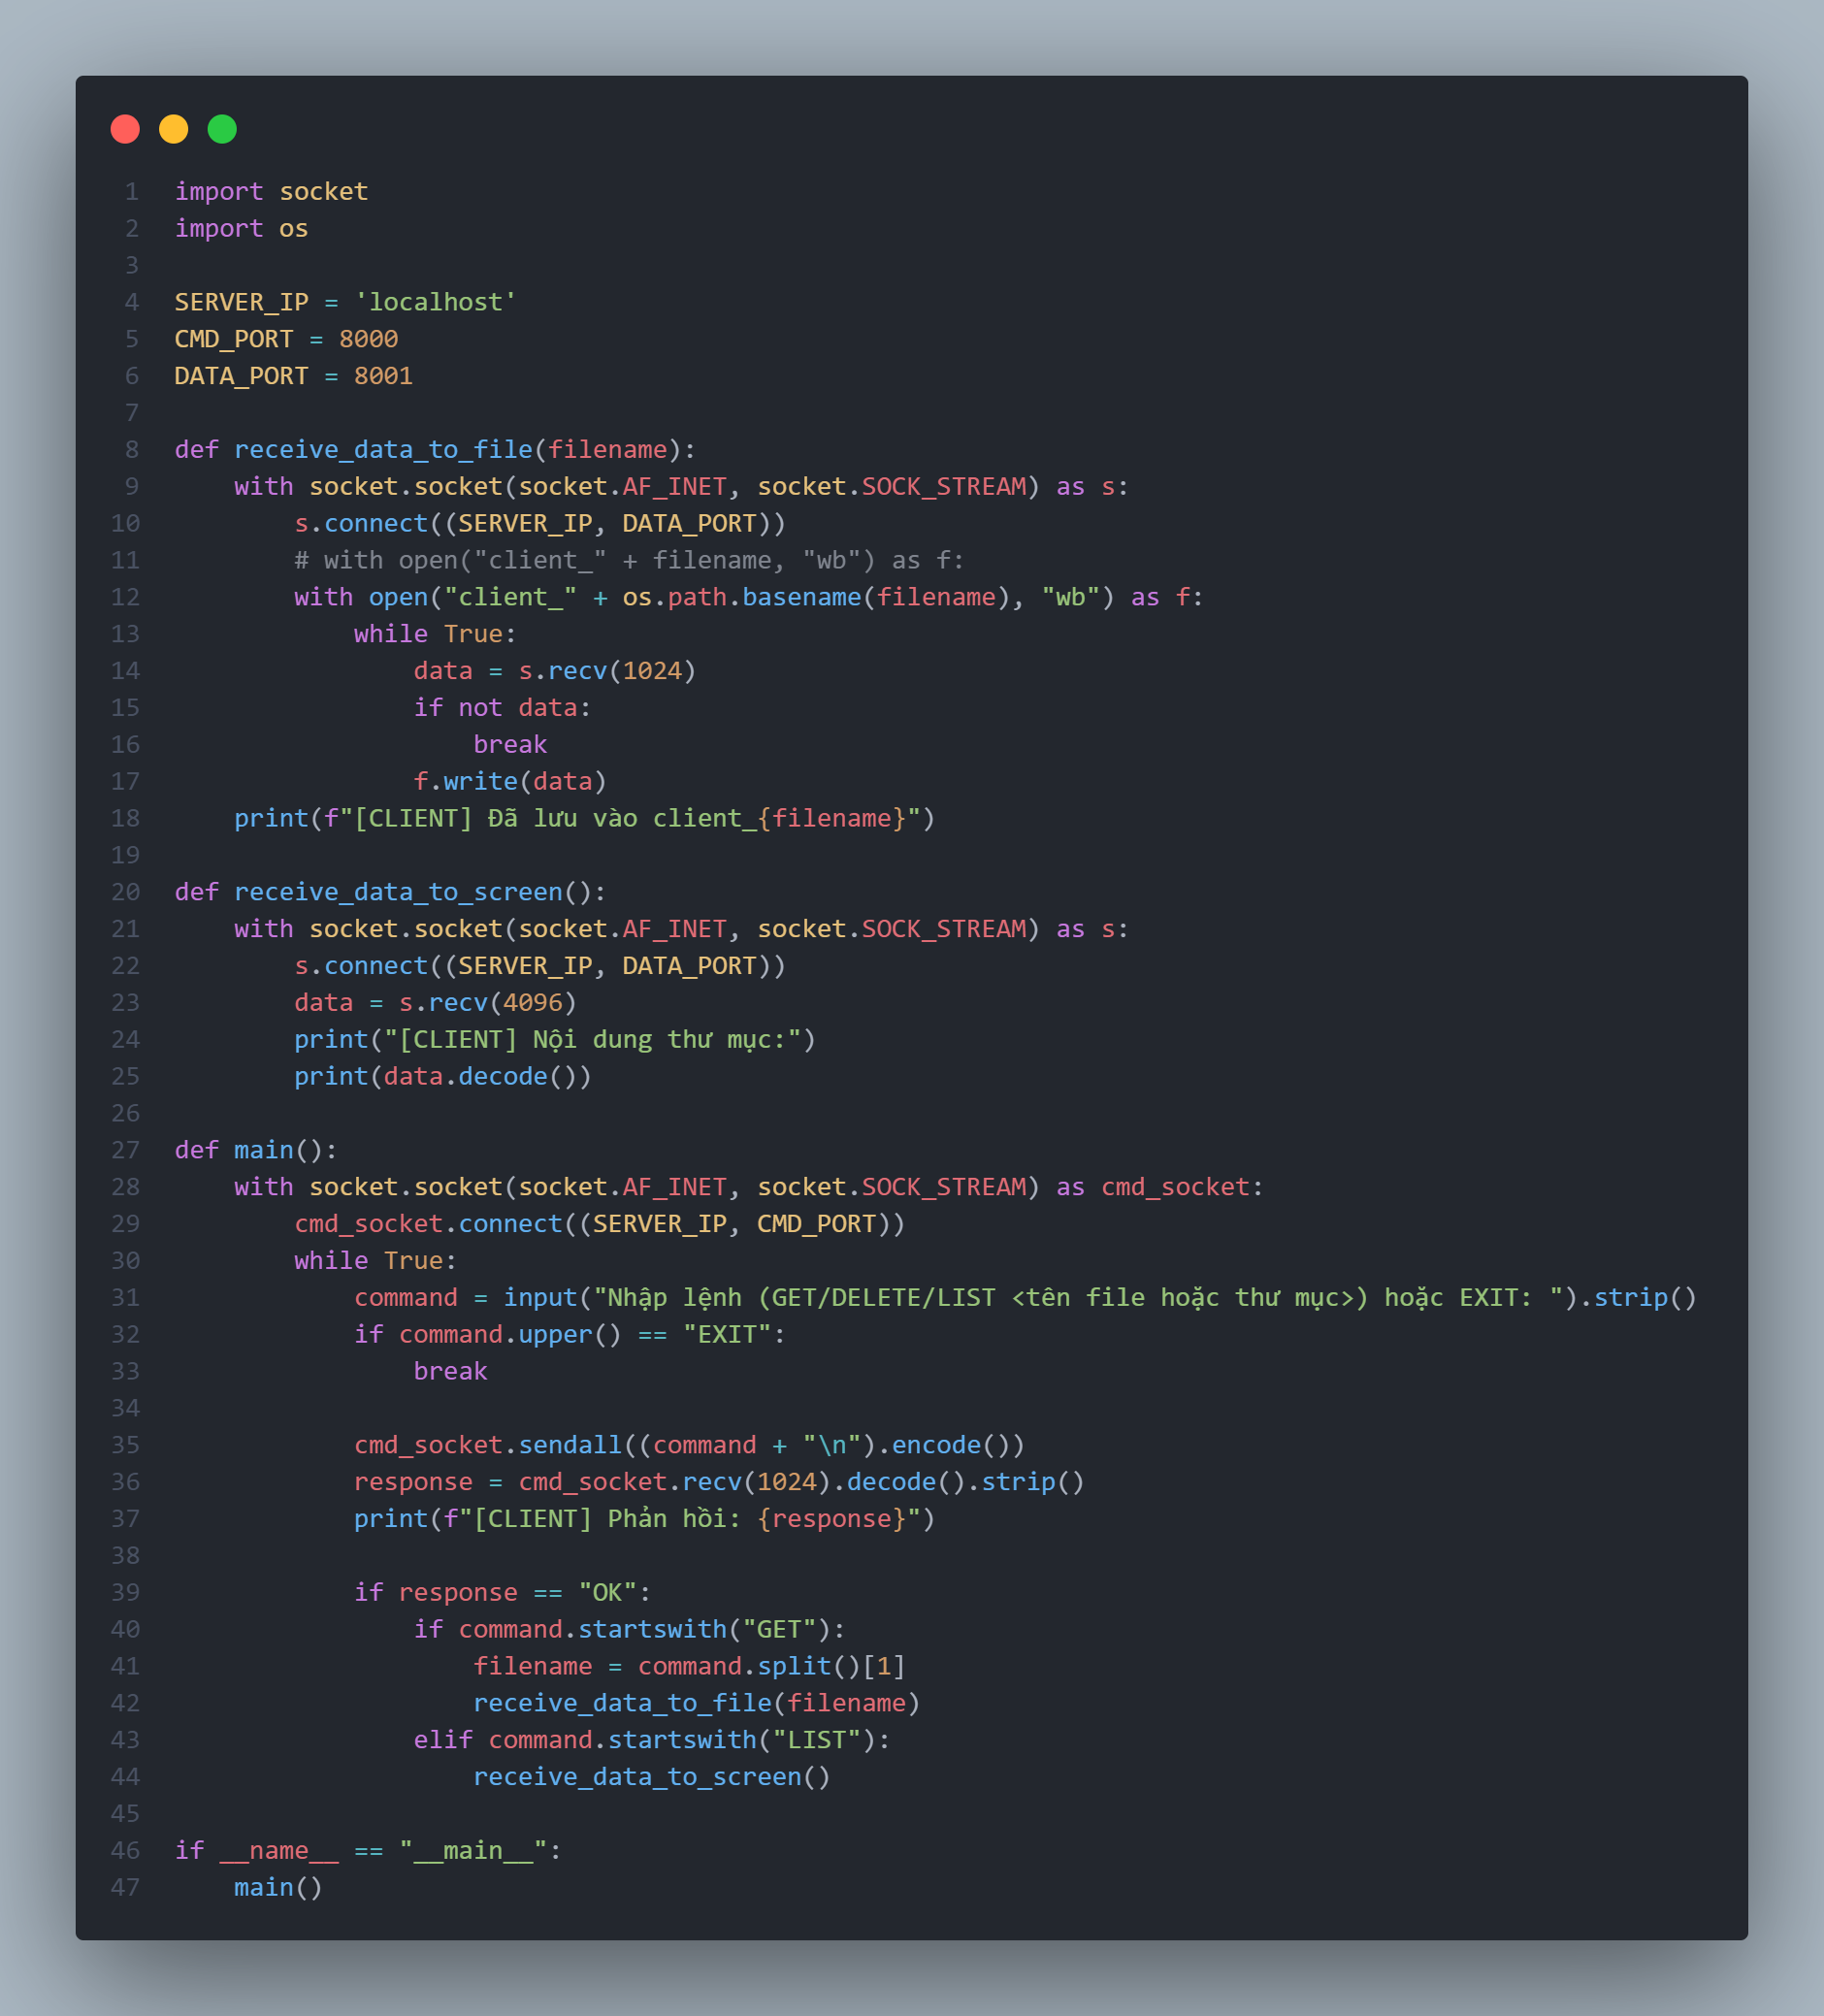 1 import socket
2 import os
3
4 SERVER_IP = 'localhost'
5 CMD_PORT = 8000
6 DATA_PORT = 8001
7
8 def receive_data_to_file(filename):
9     with socket.socket(socket.AF_INET, socket.SOCK_STREAM) as s:
10         s.connect((SERVER_IP, DATA_PORT))
11         # with open("client_" + filename, "wb") as f:
12         with open("client_" + os.path.basename(filename), "wb") as f:
13             while True:
14                 data = s.recv(1024)
15                 if not data:
16                     break
17                 f.write(data)
18     print(f"[CLIENT] Đã lưu vào client_{filename}")
19
20 def receive_data_to_screen():
21     with socket.socket(socket.AF_INET, socket.SOCK_STREAM) as s:
22         s.connect((SERVER_IP, DATA_PORT))
23         data = s.recv(4096)
24         print("[CLIENT] Nội dung thư mục:")
25         print(data.decode())
26
27 def main():
28     with socket.socket(socket.AF_INET, socket.SOCK_STREAM) as cmd_socket:
29         cmd_socket.connect((SERVER_IP, CMD_PORT))
30         while True:
31             command = input("Nhập lệnh (GET/DELETE/LIST <tên file hoặc thư mục>) hoặc EXIT: ").strip()
32             if command.upper() == "EXIT":
33                 break
34
35             cmd_socket.sendall((command + "\n").encode())
36             response = cmd_socket.recv(1024).decode().strip()
37             print(f"[CLIENT] Phản hồi: {response}")
38
39             if response == "OK":
40                 if command.startswith("GET"):
41                     filename = command.split()[1]
42                     receive_data_to_file(filename)
43                 elif command.startswith("LIST"):
44                     receive_data_to_screen()
45
46 if __name__ == "__main__":
47     main()